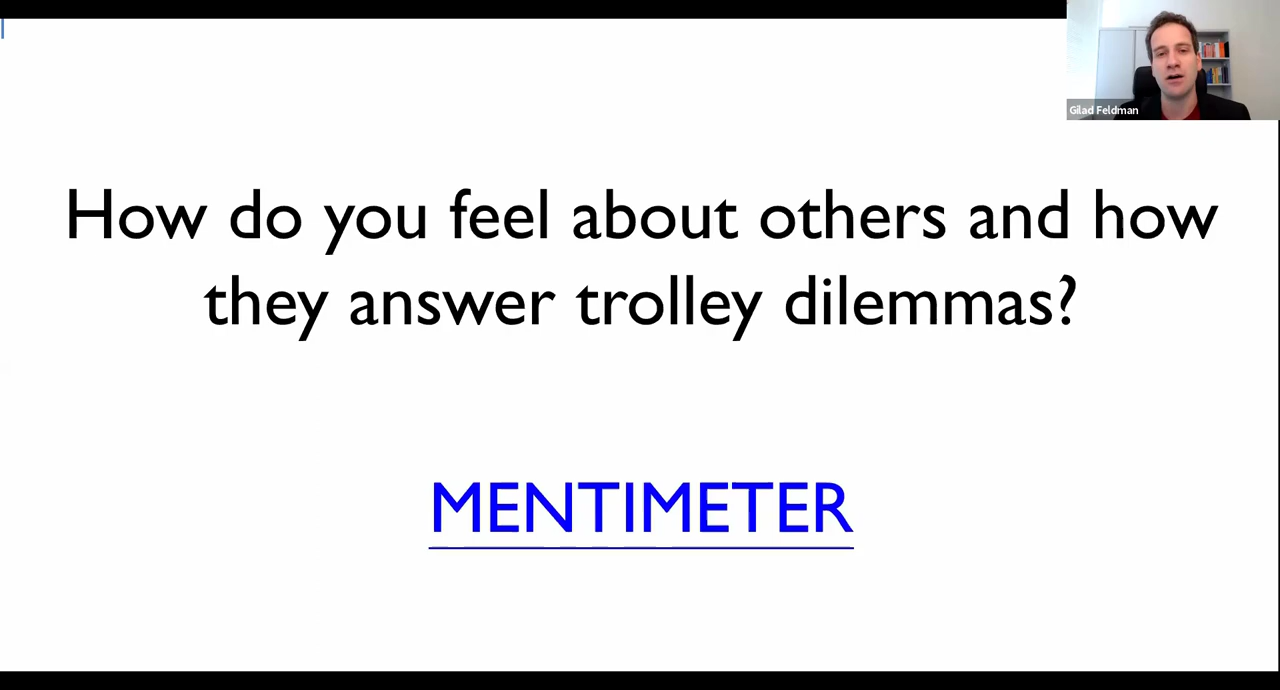 Gilad Feldman
How do you feel about others and how
they answer trolley dilemmas?
MENTIMETER